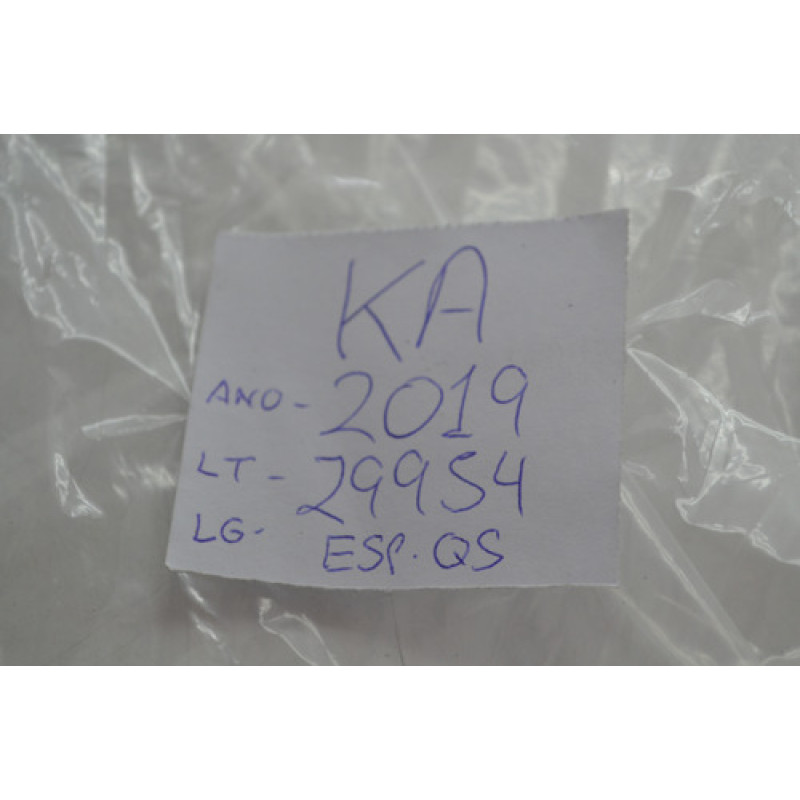 KA
ANO - 2019
LT - 29954
LG - ESP. QS